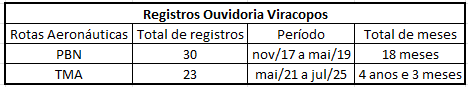 Registros Ouvidoria Viracopos
Rotas Aeronáuticas Total de registros Período Total de meses
PBN 30 nov/17 a mai/19 18 meses
TMA 23 mai/21 a jul/25 4 anos e 3 meses